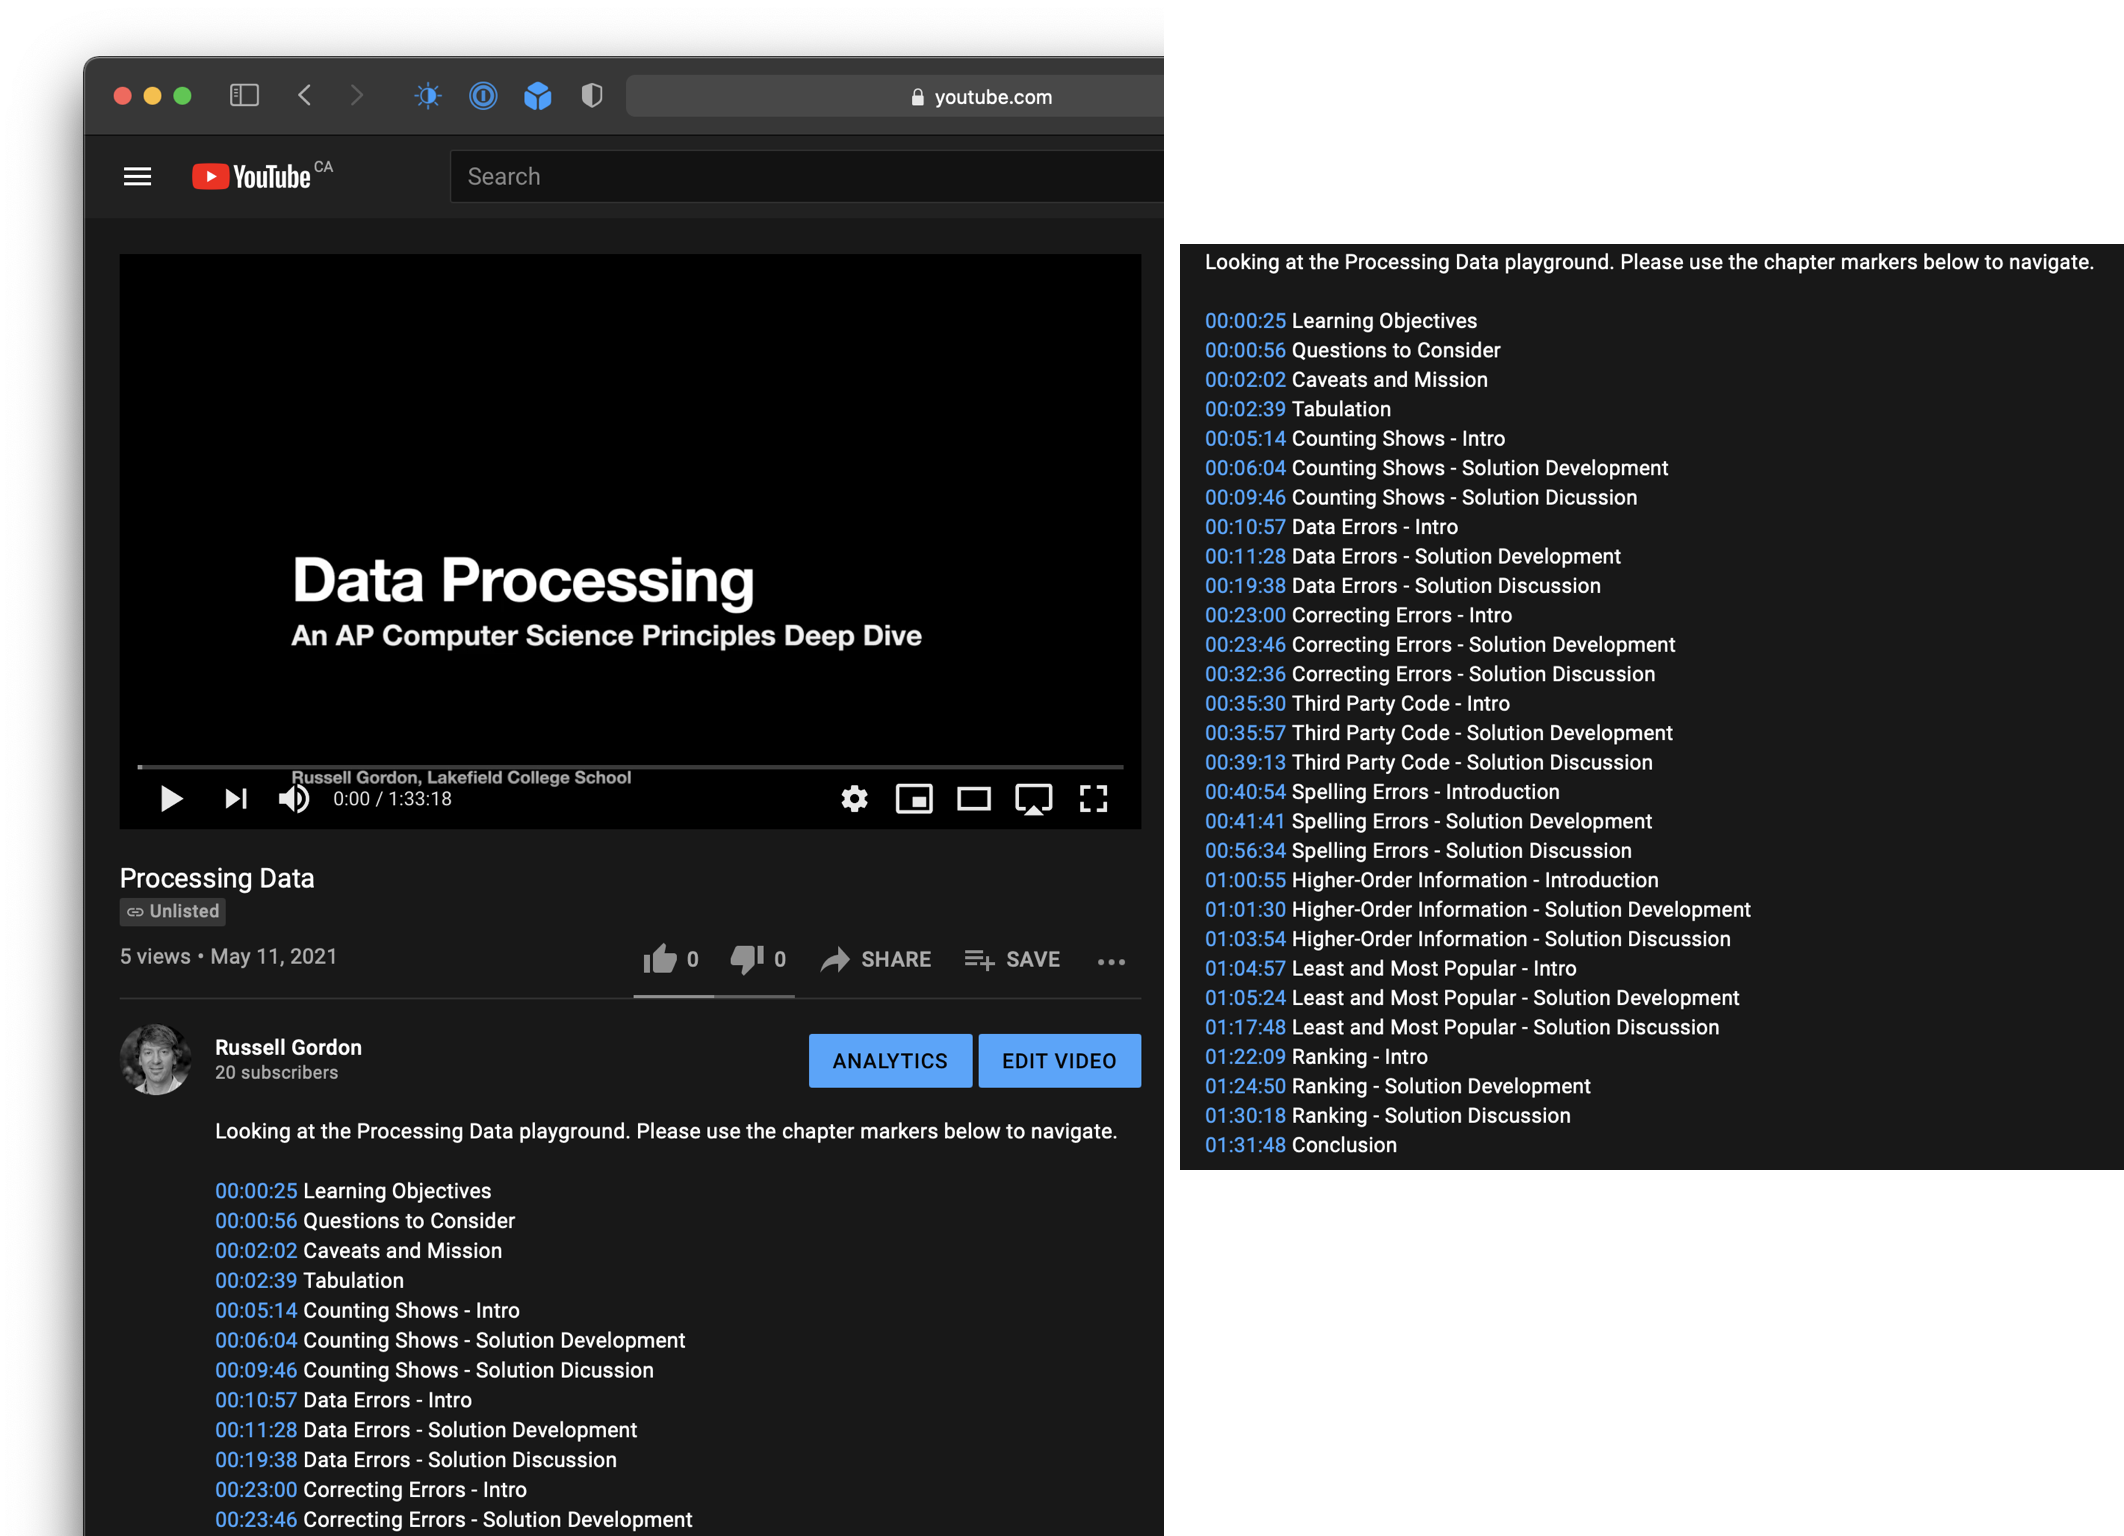 youtube.com
YouTube CA
Search
Data Processing
An AP Computer Science Principles Deep Dive
Russell Gordon, Lakefield College School
0:00 / 1:33:18
Processing Data
Unlisted
5 views • May 11, 2021
0 0 SHARE SAVE
Russell Gordon
20 subscribers
ANALYTICS EDIT VIDEO
Looking at the Processing Data playground. Please use the chapter markers below to navigate.
00:00:25 Learning Objectives
00:00:56 Questions to Consider
00:02:02 Caveats and Mission
00:02:39 Tabulation
00:05:14 Counting Shows - Intro
00:06:04 Counting Shows - Solution Development
00:09:46 Counting Shows - Solution Dicussion
00:10:57 Data Errors - Intro
00:11:28 Data Errors - Solution Development
00:19:38 Data Errors - Solution Discussion
00:23:00 Correcting Errors - Intro
00:23:46 Correcting Errors - Solution Development
Looking at the Processing Data playground. Please use the chapter markers below to navigate.
00:00:25 Learning Objectives
00:00:56 Questions to Consider
00:02:02 Caveats and Mission
00:02:39 Tabulation
00:05:14 Counting Shows - Intro
00:06:04 Counting Shows - Solution Development
00:09:46 Counting Shows - Solution Dicussion
00:10:57 Data Errors - Intro
00:11:28 Data Errors - Solution Development
00:19:38 Data Errors - Solution Discussion
00:23:00 Correcting Errors - Intro
00:23:46 Correcting Errors - Solution Development
00:32:36 Correcting Errors - Solution Discussion
00:35:30 Third Party Code - Intro
00:35:57 Third Party Code - Solution Development
00:39:13 Third Party Code - Solution Discussion
00:40:54 Spelling Errors - Introduction
00:41:41 Spelling Errors - Solution Development
00:56:34 Spelling Errors - Solution Discussion
01:00:55 Higher-Order Information - Introduction
01:01:30 Higher-Order Information - Solution Development
01:03:54 Higher-Order Information - Solution Discussion
01:04:57 Least and Most Popular - Intro
01:05:24 Least and Most Popular - Solution Development
01:17:48 Least and Most Popular - Solution Discussion
01:22:09 Ranking - Intro
01:24:50 Ranking - Solution Development
01:30:18 Ranking - Solution Discussion
01:31:48 Conclusion